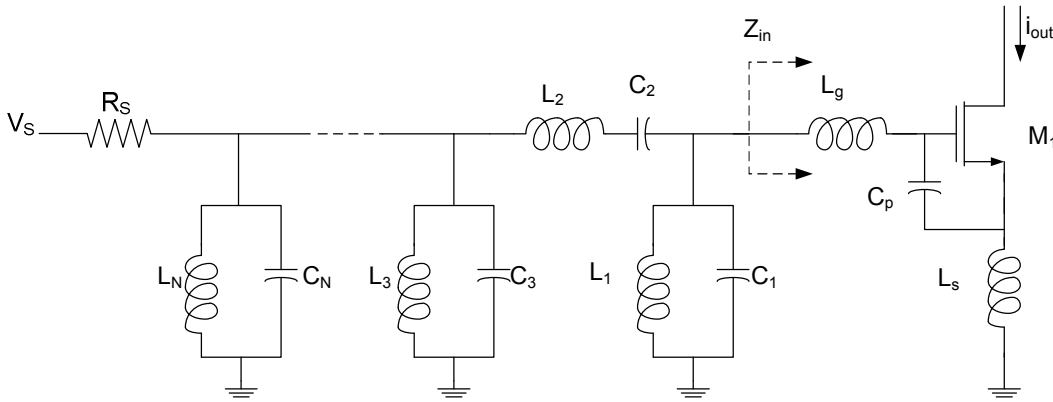 i_out
Z_in
L_2
C_2
L_g
R_S
V_S
M_1
C_p
L_N
C_N
L_3
C_3
L_1
C_1
L_s